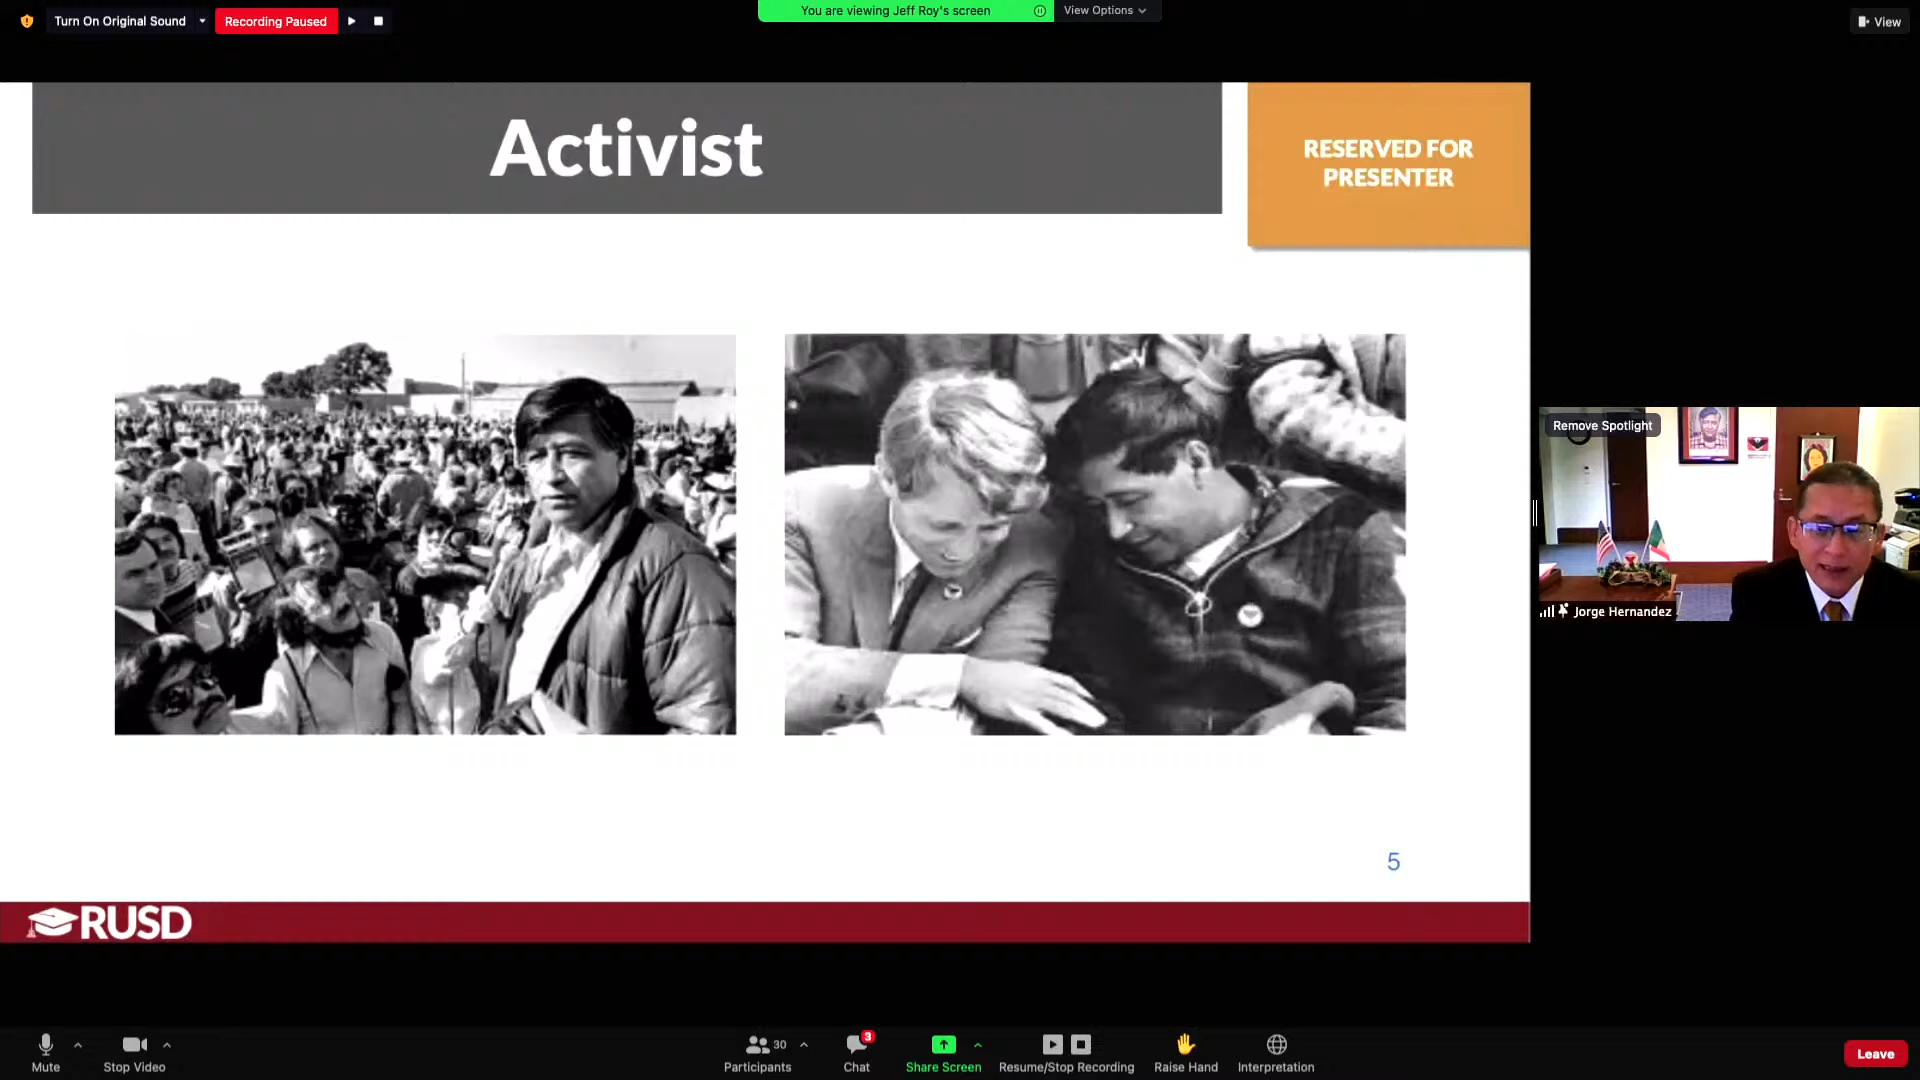 Turn On Original Sound
Recording Paused
You are viewing Jeff Roy's screen
View Options
View
Activist
RESERVED FOR
PRESENTER
Remove Spotlight
Jorge Hernandez
5
RUSD
Mute
Stop Video
30
Participants
3
Chat
Share Screen
Resume/Stop Recording
Raise Hand
Interpretation
Leave